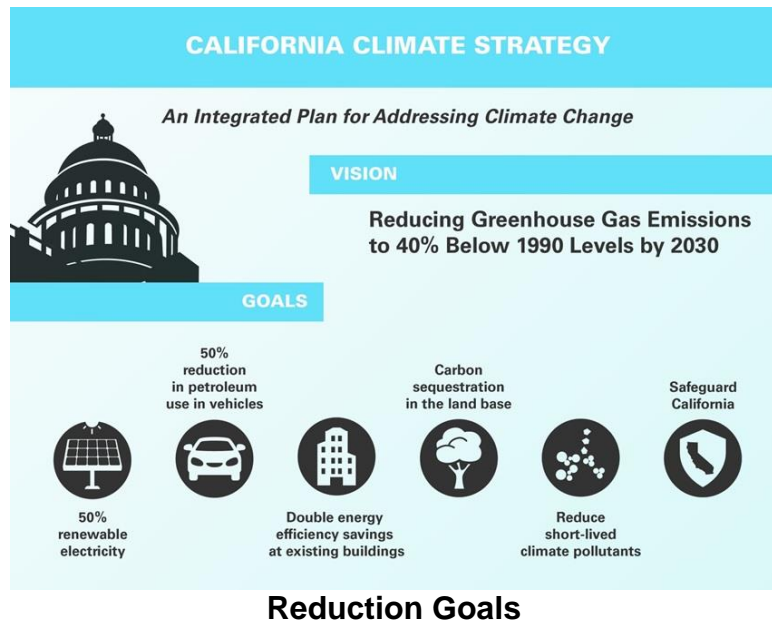 CALIFORNIA CLIMATE STRATEGY
An Integrated Plan for Addressing Climate Change
VISION
Reducing Greenhouse Gas Emissions
to 40% Below 1990 Levels by 2030
GOALS
50%
renewable
electricity
50%
reduction
in petroleum
use in vehicles
Double energy
efficiency savings
at existing buildings
Carbon
sequestration
in the land base
Reduce
short-lived
climate pollutants
Safeguard
California
Reduction Goals